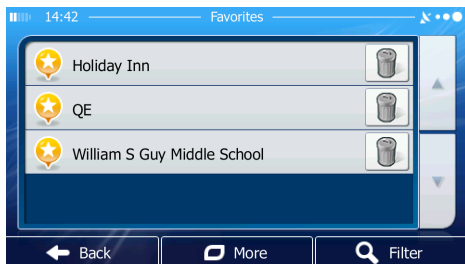 14:42 Favorites
Holiday Inn
QE
William S Guy Middle School
Back More Filter